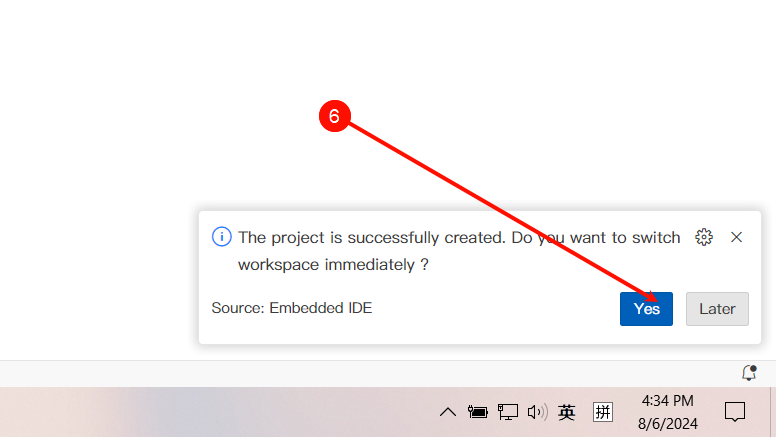 6
The project is successfully created. Do you want to switch
workspace immediately ?
Source: Embedded IDE
Yes
Later
英
拼
4:34 PM
8/6/2024